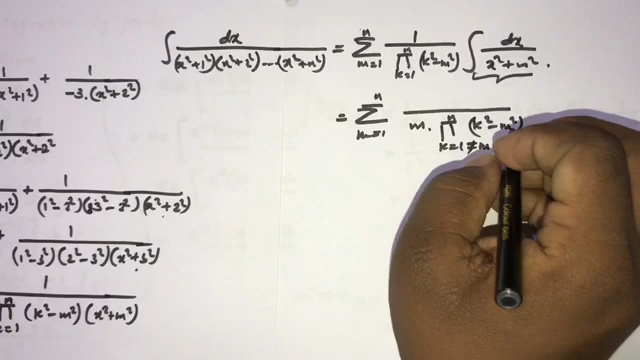 ∫ dx / (x²+1²)(x²+2²)--(x²+n²) = Σ_{m=1}^{n} 1 / ∏_{k=1}^{n} (k²-m²) ∫ dx / x²+m² .
= Σ_{m=1}^{n} / m. ∏_{k=1≠m}^{n} (k²-m²)
1 / x²+1²) + 1 / -3.(x²+2²)
1 / ²)(x²+2²
+1²) + 1 / (1²-2²)(3²-2²)(x²+2²)
+ 1 / (1²-3²)(2²-3²)(x²+3²)
1 / ∏_{k=1}^{n} (k²-m²)(x²+m²)